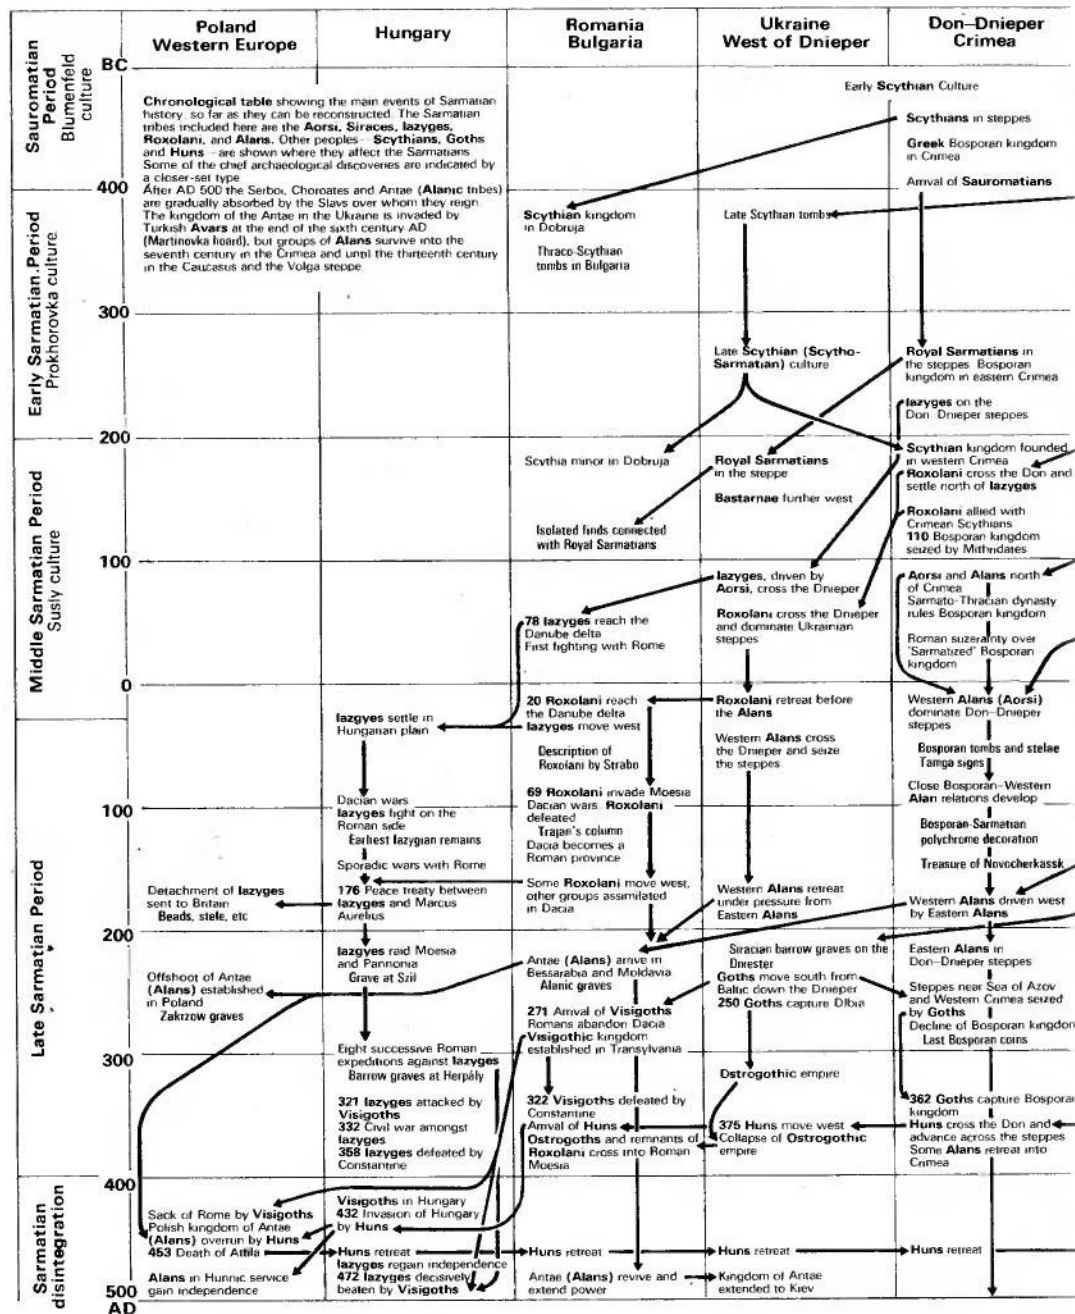 Poland
Western Europe
Hungary
Romania
Bulgaria
Ukraine
West of Dnieper
Don–Dnieper
Crimea
Sauromatian
Period
Blumenfeld
culture
Early Sarmatian Period
Prokhorovka culture
Middle Sarmatian Period
Susly culture
Late Sarmatian Period
Sarmatian
disintegration
BC
400
300
200
100
0
100
200
300
400
500
AD
Chronological table showing the main events of Sarmatian
history, so far as they can be reconstructed. The Sarmatian
tribes included here are the Aorsi, Siraces, Iazyges,
Roxolani, and Alans. Other peoples – Scythians, Goths
and Huns – are shown where they affect the Sarmatians
Some of the chief archaeological discoveries are indicated by
a closer-set type
After AD 500 the Serboi, Choroates and Antae (Alanic tribes)
are gradually absorbed by the Slavs over whom they reign
The kingdom of the Antae in the Ukraine is invaded by
Turkish Avars at the end of the sixth century AD
(Martinovka hoard), but groups of Alans survive into the
seventh century in the Crimea and until the thirteenth century
in the Caucasus and the Volga steppe
Detachment of Iazyges
sent to Britain
Beads, stele, etc
Offshoot of Antae
(Alans) established
in Poland
Zakrzow graves
Sack of Rome by Visigoths
Polish kingdom of Antae
(Alans) overrun by Huns
453 Death of Attila
Alans in Hunnic service
gain independence
Iazgyes settle in
Hungarian plain
Dacian wars
Iazyges fight on the
Roman side
Earliest Iazygian remains
Sporadic wars with Rome
176 Peace treaty between
Iazyges and Marcus
Aurelius
Iazgyes raid Moesia
and Pannonia
Grave at Szil
Eight successive Roman
expeditions against Iazyges
Barrow graves at Herpály
321 Iazyges attacked by
Visigoths
332 Civil war amongst
Iazyges
358 Iazyges defeated by
Constantine
Visigoths in Hungary
432 Invasion of Hungary
by Huns
Huns retreat
Iazyges regain independence
472 Iazyges decisively
beaten by Visigoths
Scythian kingdom
in Dobruja
Thraco-Scythian
tombs in Bulgaria
Scythia minor in Dobruja
Isolated finds connected
with Royal Sarmatians
78 Iazyges reach the
Danube delta
First fighting with Rome
20 Roxolani reach
the Danube delta
Iazyges move west
Description of
Roxolani by Strabo
69 Roxolani invade Moesia
Dacian wars. Roxolani
defeated
Trajan's column
Dacia becomes a
Roman province
Some Roxolani move west,
other groups assimilated
in Dacia
Antae (Alans) arrive in
Bessarabia and Moldavia
Alanic graves
271 Arrival of Visigoths
Romans abandon Dacia
Visigothic kingdom
established in Transylvania
322 Visigoths defeated by
Constantine
Arrival of Huns
Ostrogoths and remnants of
Roxolani cross into Roman
Moesia
Huns retreat
Antae (Alans) revive and
extend power
Late Scythian tombs
Late Scythian (Scytho-
Sarmatian) culture
Royal Sarmatians
in the steppe
Bastarnae further west
Iazyges, driven by
Aorsi, cross the Dnieper
Roxolani cross the Dnieper
and dominate Ukrainian
steppes
Roxolani retreat before
the Alans
Western Alans cross
the Dnieper and seize
the steppes
Western Alans retreat
under pressure from
Eastern Alans
Siracian barrow graves on the
Dniester
Goths move south from
Baltic down the Dnieper
250 Goths capture Olbia
Ostrogothic empire
375 Huns move west
Collapse of Ostrogothic
empire
Huns retreat
Kingdom of Antae
extended to Kiev
Early Scythian Culture
Scythians in steppes
Greek Bosporan kingdom
in Crimea
Arrival of Sauromatians
Royal Sarmatians in
the steppes Bosporan
kingdom in eastern Crimea
Iazyges on the
Don-Dnieper steppes
Scythian kingdom founded
in western Crimea
Roxolani cross the Don and
settle north of Iazyges
Roxolani allied with
Crimean Scythians
110 Bosporan kingdom
seized by Mithridates
Aorsi and Alans north
of Crimea
Sarmato-Thracian dynasty
rules Bosporan kingdom
Roman suzerainty over
'Sarmatized' Bosporan
kingdom
Western Alans (Aorsi)
dominate Don–Dnieper
steppes
Bosporan tombs and stelae
Tamga signs
Close Bosporan–Western
Alan relations develop
Bosporan-Sarmatian
polychrome decoration
Treasure of Novocherkassk
Western Alans driven west
by Eastern Alans
Eastern Alans in
Don–Dnieper steppes
Steppes near Sea of Azov
and Western Crimea seized
by Goths
Decline of Bosporan kingdom
Last Bosporan coins
362 Goths capture Bosporan
kingdom
Huns cross the Don and
advance across the steppes
Some Alans retreat into
Crimea
Huns retreat